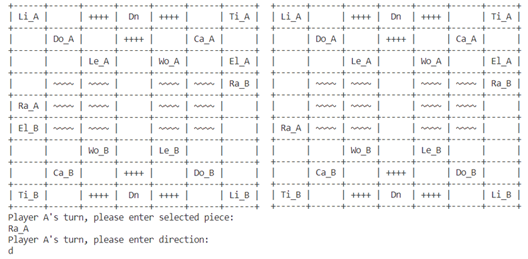 | Li_A |      | ++++ |  Dn  | ++++ |      | Ti_A |   | Li_A |      | ++++ |  Dn  | ++++ |      | Ti_A |
|      | Do_A |      | ++++ |      | Ca_A |      |   |      | Do_A |      | ++++ |      | Ca_A |      |
|      |      | Le_A |      | Wo_A |      | El_A |   |      |      | Le_A |      | Wo_A |      | El_A |
|      | ~~~~ | ~~~~ |      | ~~~~ | ~~~~ | Ra_B |   |      | ~~~~ | ~~~~ |      | ~~~~ | ~~~~ | Ra_B |
| Ra_A | ~~~~ | ~~~~ |      | ~~~~ | ~~~~ |      |   |      | ~~~~ | ~~~~ |      | ~~~~ | ~~~~ |      |
| El_B | ~~~~ | ~~~~ |      | ~~~~ | ~~~~ |      |   | Ra_A | ~~~~ | ~~~~ |      | ~~~~ | ~~~~ |      |
|      |      | Wo_B |      | Le_B |      |      |   |      |      | Wo_B |      | Le_B |      |      |
|      | Ca_B |      | ++++ |      | Do_B |      |   |      | Ca_B |      | ++++ |      | Do_B |      |
| Ti_B |      | ++++ |  Dn  | ++++ |      | Li_B |   | Ti_B |      | ++++ |  Dn  | ++++ |      | Li_B |
Player A's turn, please enter selected piece:
Ra_A
Player A's turn, please enter direction:
d